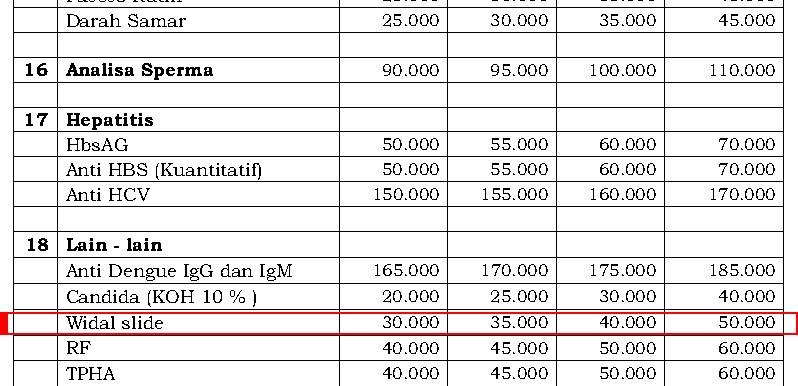 Darah Samar 25.000 30.000 35.000 45.000
16 Analisa Sperma 90.000 95.000 100.000 110.000
17 Hepatitis
HbsAG 50.000 55.000 60.000 70.000
Anti HBS (Kuantitatif) 50.000 55.000 60.000 70.000
Anti HCV 150.000 155.000 160.000 170.000
18 Lain - lain
Anti Dengue IgG dan IgM 165.000 170.000 175.000 185.000
Candida (KOH 10 % ) 20.000 25.000 30.000 40.000
Widal slide 30.000 35.000 40.000 50.000
RF 40.000 45.000 50.000 60.000
TPHA 40.000 45.000 50.000 60.000